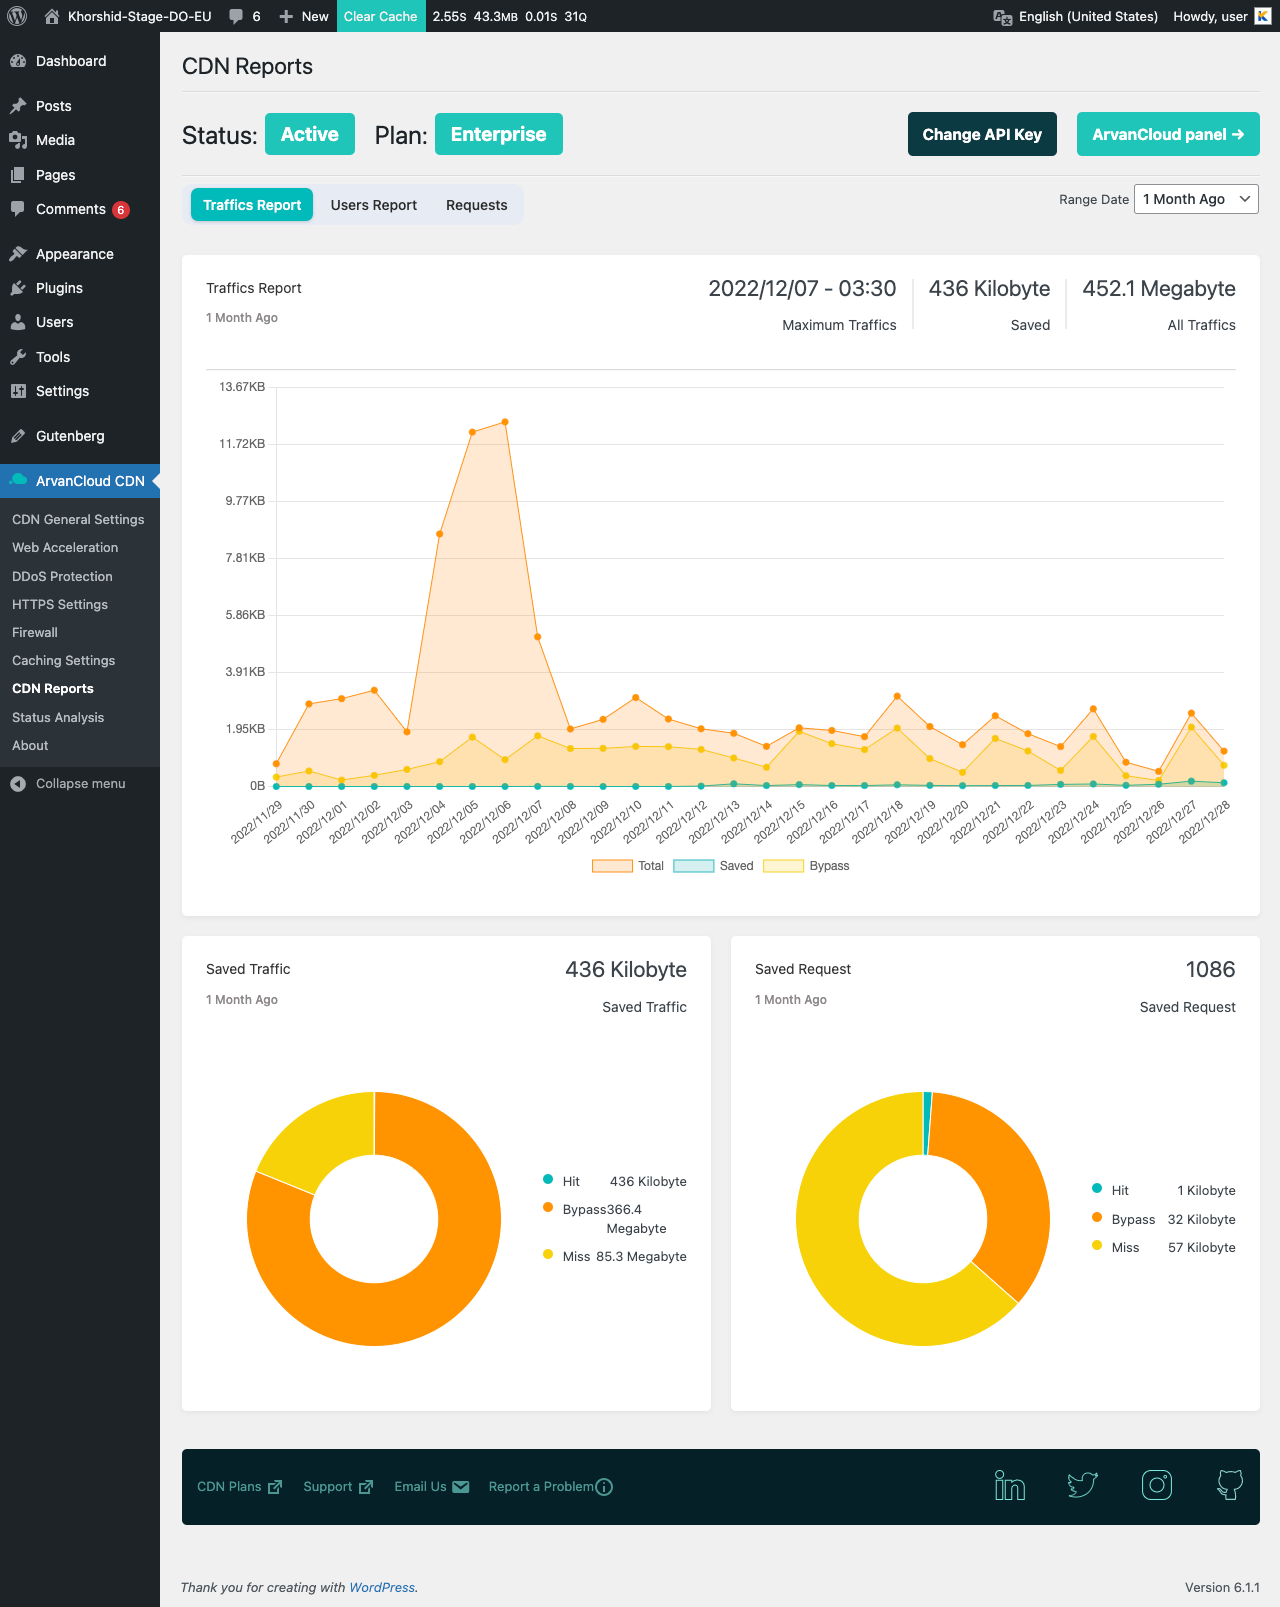 Khorshid-Stage-DO-EU 6 New Clear Cache 2.55S 43.3MB 0.01S 31Q English (United States) Howdy, user
Dashboard
Posts
Media
Pages
Comments 6
Appearance
Plugins
Users
Tools
Settings
Gutenberg
ArvanCloud CDN
CDN General Settings
Web Acceleration
DDoS Protection
HTTPS Settings
Firewall
Caching Settings
CDN Reports
Status Analysis
About
Collapse menu
CDN Reports
Status: Active Plan: Enterprise Change API Key ArvanCloud panel →
Traffics Report Users Report Requests Range Date 1 Month Ago
Traffics Report 2022/12/07 - 03:30 436 Kilobyte 452.1 Megabyte
1 Month Ago Maximum Traffics Saved All Traffics
13.67KB
11.72KB
9.77KB
7.81KB
5.86KB
3.91KB
1.95KB
0B
2022/11/29 2022/11/30 2022/12/01 2022/12/02 2022/12/03 2022/12/04 2022/12/05 2022/12/06 2022/12/07 2022/12/08 2022/12/09 2022/12/10 2022/12/11 2022/12/12 2022/12/13 2022/12/14 2022/12/15 2022/12/16 2022/12/17 2022/12/18 2022/12/19 2022/12/20 2022/12/21 2022/12/22 2022/12/23 2022/12/24 2022/12/25 2022/12/26 2022/12/27 2022/12/28
Total Saved Bypass
Saved Traffic 436 Kilobyte
1 Month Ago Saved Traffic
Hit 436 Kilobyte
Bypass366.4
Megabyte
Miss 85.3 Megabyte
Saved Request 1086
1 Month Ago Saved Request
Hit 1 Kilobyte
Bypass 32 Kilobyte
Miss 57 Kilobyte
CDN Plans Support Email Us Report a Problem
Thank you for creating with WordPress. Version 6.1.1